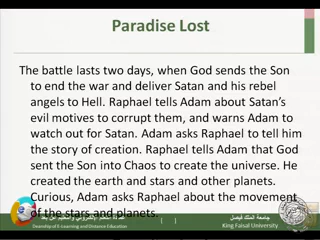 Paradise Lost
The battle lasts two days, when God sends the Son
to end the war and deliver Satan and his rebel
angels to Hell. Raphael tells Adam about Satan's
evil motives to corrupt them, and warns Adam to
watch out for Satan. Adam asks Raphael to tell him
the story of creation. Raphael tells Adam that God
sent the Son into Chaos to create the universe. He
created the earth and stars and other planets.
Curious, Adam asks Raphael about the movement
of the stars and planets.
جامعة الملك فيصل
Deanship of E-Learning and Distance Education
[ ]
King Faisal University